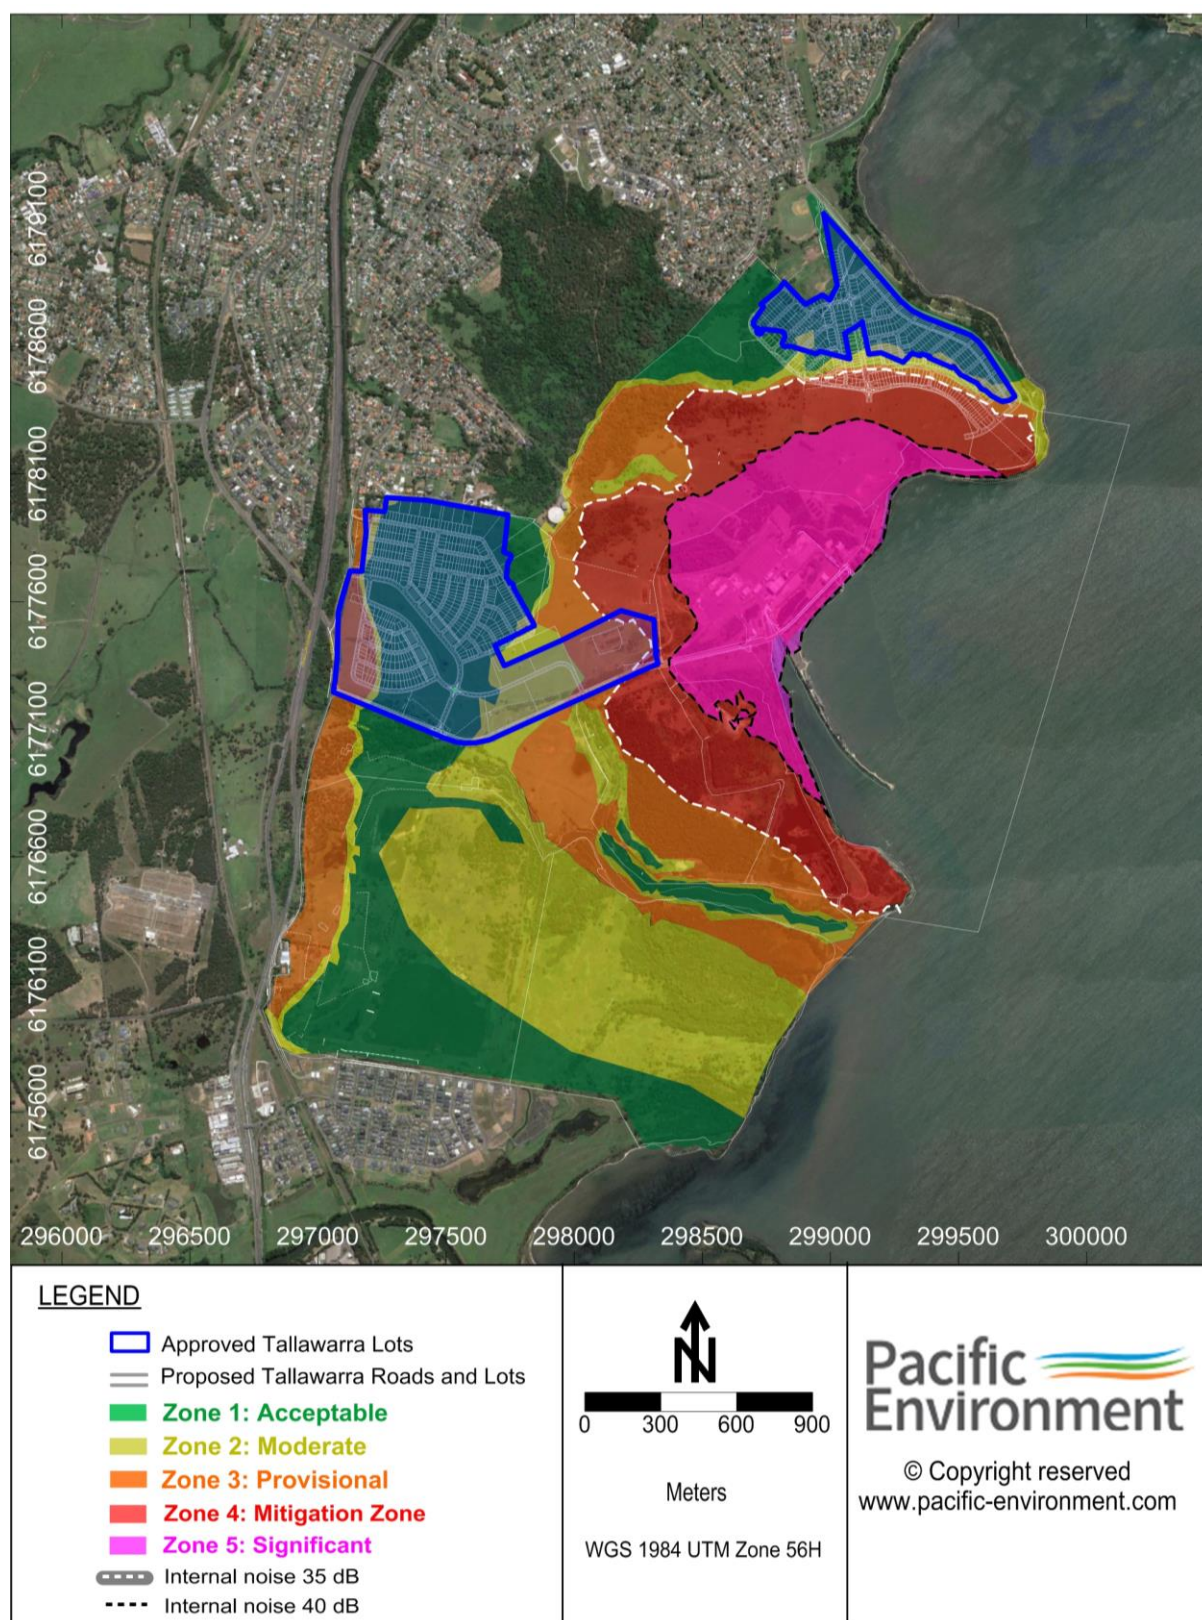 6179100
6178600
6178100
6177600
6177100
6176600
6176100
6175600
296000 296500 297000 297500 298000 298500 299000 299500 300000
LEGEND
Approved Tallawarra Lots
Proposed Tallawarra Roads and Lots
Zone 1: Acceptable
Zone 2: Moderate
Zone 3: Provisional
Zone 4: Mitigation Zone
Zone 5: Significant
Internal noise 35 dB
Internal noise 40 dB
N
0 300 600 900
Meters
WGS 1984 UTM Zone 56H
Pacific
Environment
© Copyright reserved
www.pacific-environment.com